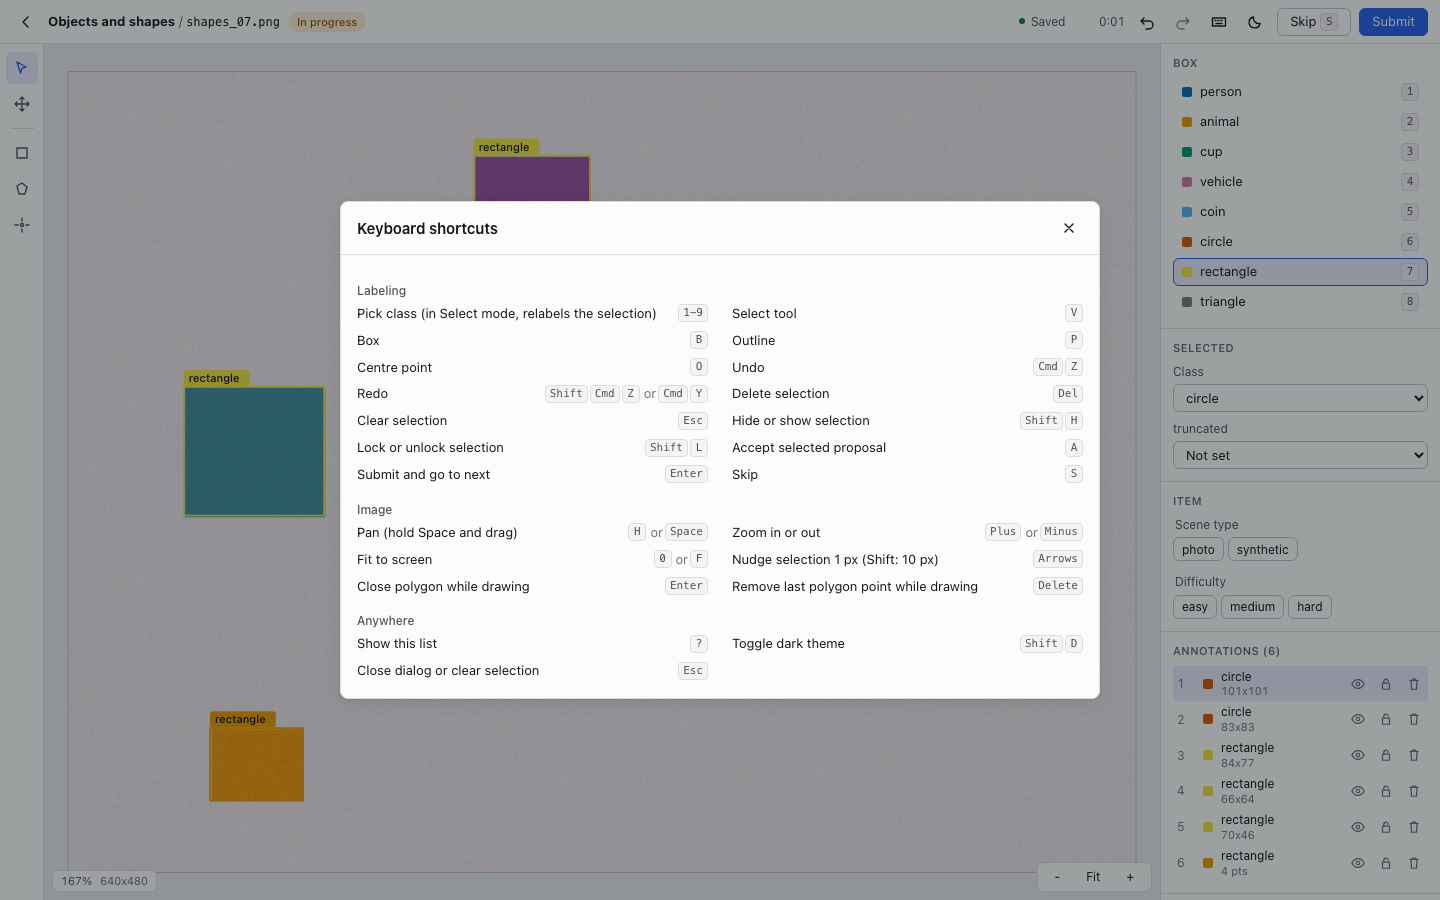 Objects and shapes / shapes_07.png In progress
Saved 0:01 Skip S Submit
BOX
person 1
animal 2
cup 3
vehicle 4
coin 5
circle 6
rectangle 7
triangle 8
SELECTED
Class
circle
truncated
Not set
ITEM
Scene type
photo synthetic
Difficulty
easy medium hard
ANNOTATIONS (6)
1 circle
101x101
2 circle
83x83
3 rectangle
84x77
4 rectangle
66x64
5 rectangle
70x46
6 rectangle
4 pts
rectangle
rectangle
rectangle
Keyboard shortcuts
Labeling
Pick class (in Select mode, relabels the selection) 1–9
Select tool V
Box B
Outline P
Centre point O
Undo Cmd Z
Redo Shift Cmd Z or Cmd Y
Delete selection Del
Clear selection Esc
Hide or show selection Shift H
Lock or unlock selection Shift L
Accept selected proposal A
Submit and go to next Enter
Skip S
Image
Pan (hold Space and drag) H or Space
Zoom in or out Plus or Minus
Fit to screen 0 or F
Nudge selection 1 px (Shift: 10 px) Arrows
Close polygon while drawing Enter
Remove last polygon point while drawing Delete
Anywhere
Show this list ?
Toggle dark theme Shift D
Close dialog or clear selection Esc
167% 640x480
- Fit +